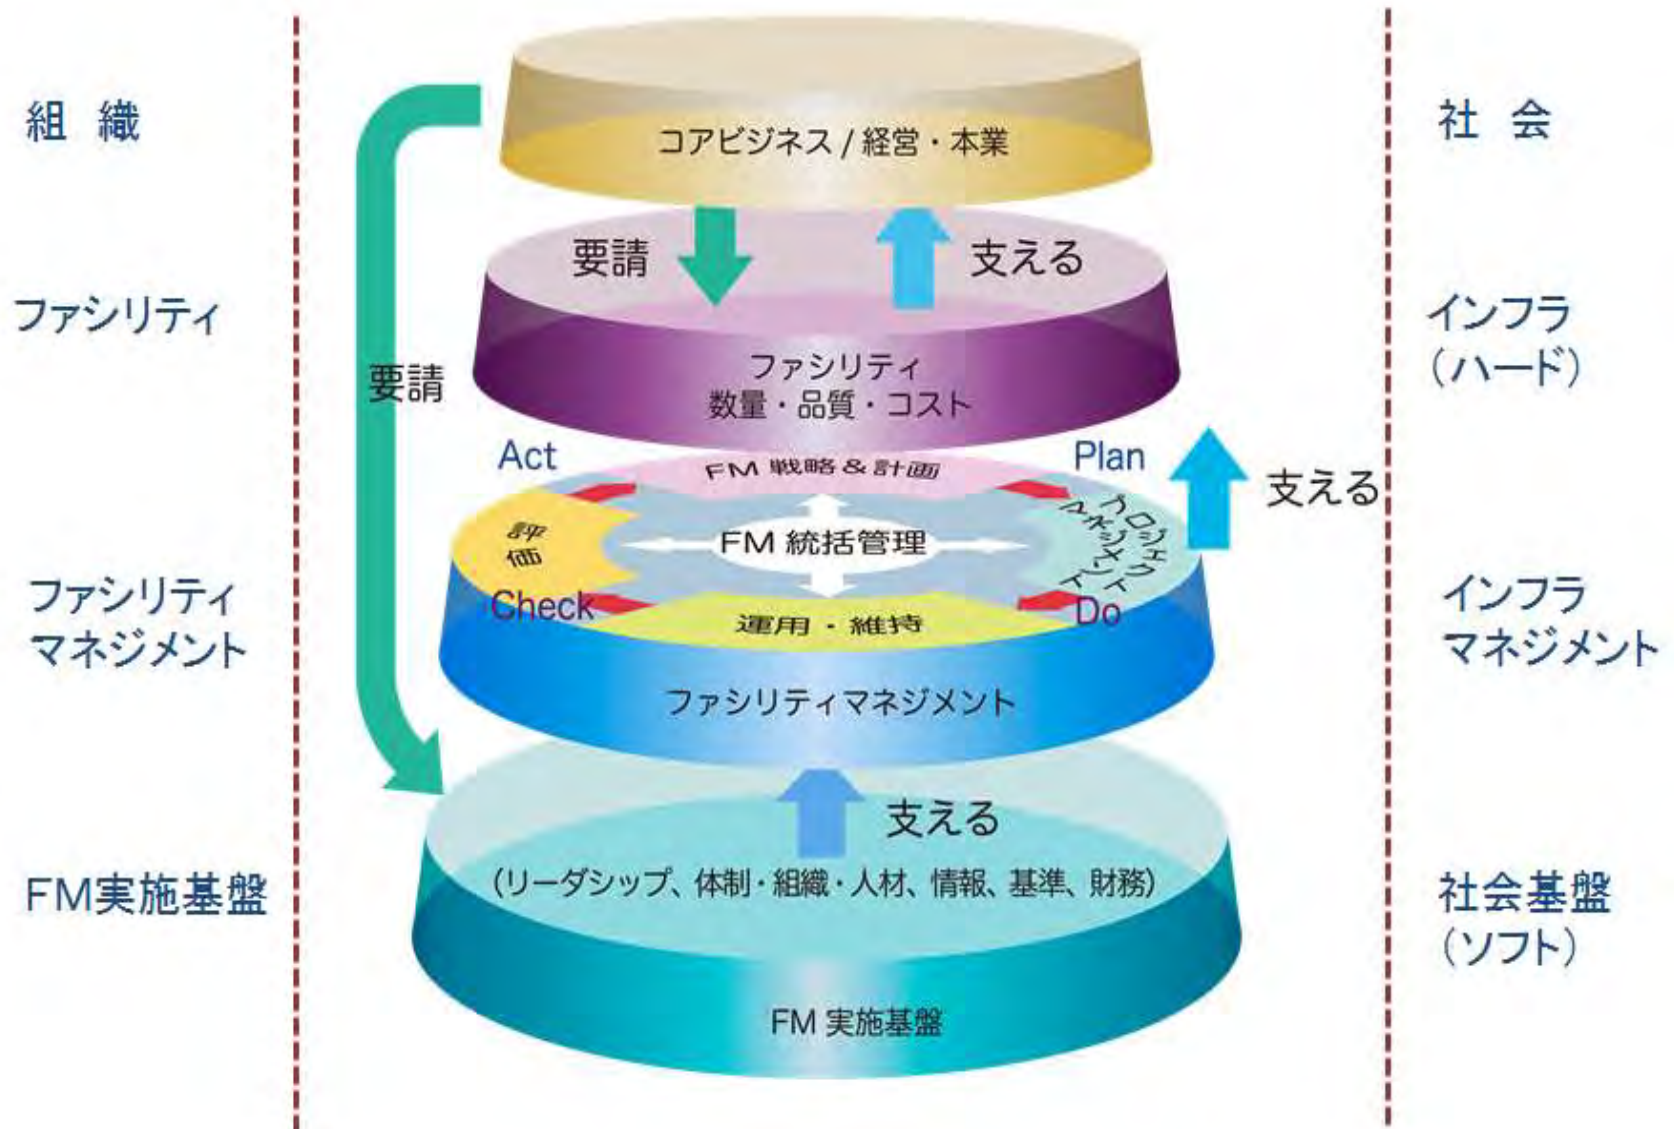 組 織
社 会
コアビジネス / 経営・本業
要請
支える
ファシリティ
インフラ
（ハード）
要請
ファシリティ
数量・品質・コスト
Act
Plan
FM 戦略 & 計画
支える
プロジェクト
マネジメント
評
価
FM 統括管理
Check
Do
運用・維持
ファシリティ
マネジメント
インフラ
マネジメント
ファシリティマネジメント
支える
(リーダシップ、体制・組織・人材、情報、基準、財務)
FM実施基盤
社会基盤
（ソフト）
FM 実施基盤